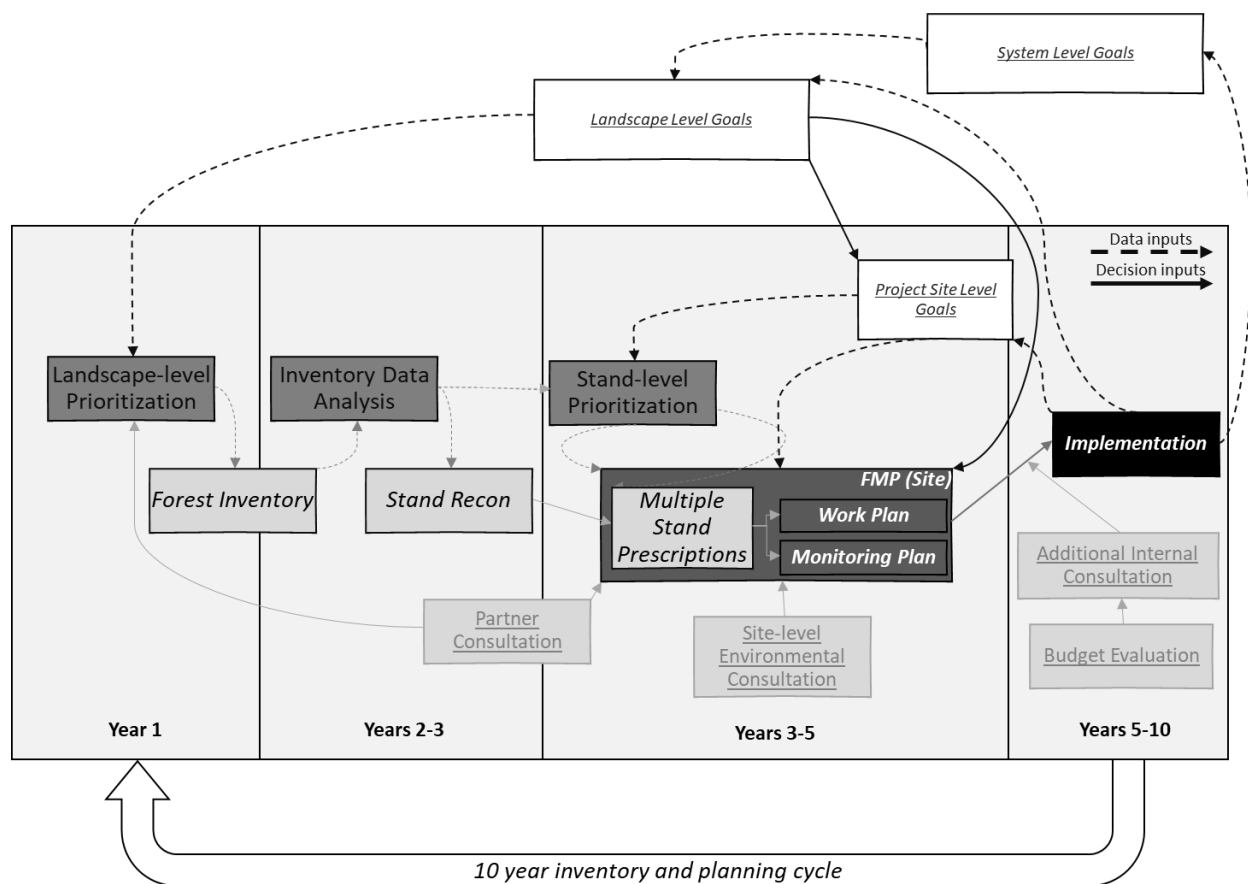 System Level Goals
Landscape Level Goals
Data inputs
Decision inputs
Project Site Level
Goals
Landscape-level
Prioritization
Inventory Data
Analysis
Stand-level
Prioritization
Implementation
Forest Inventory
Stand Recon
FMP (Site)
Multiple
Stand
Prescriptions
Work Plan
Monitoring Plan
Additional Internal
Consultation
Partner
Consultation
Site-level
Environmental
Consultation
Budget Evaluation
Year 1
Years 2-3
Years 3-5
Years 5-10
10 year inventory and planning cycle